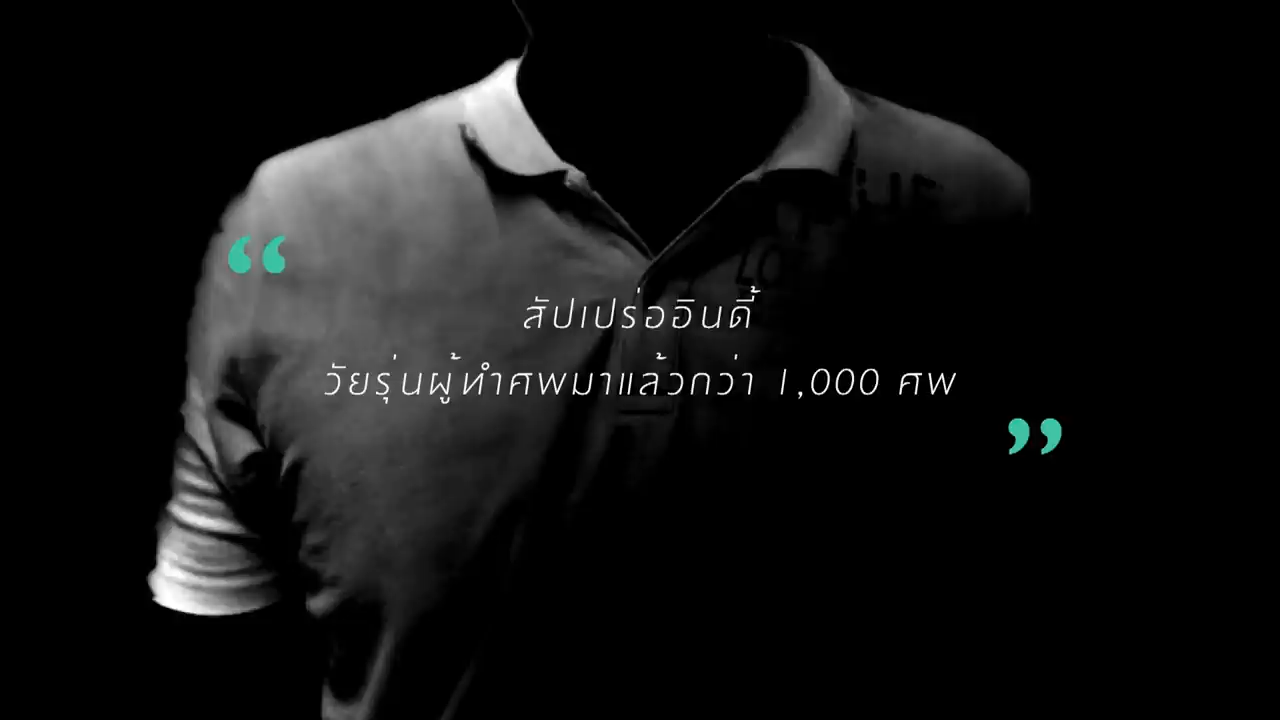 “
สัปเปร่ออินดี้
วัยรุ่นผู้ทำศพมาแล้วกว่า 1,000 ศพ
”